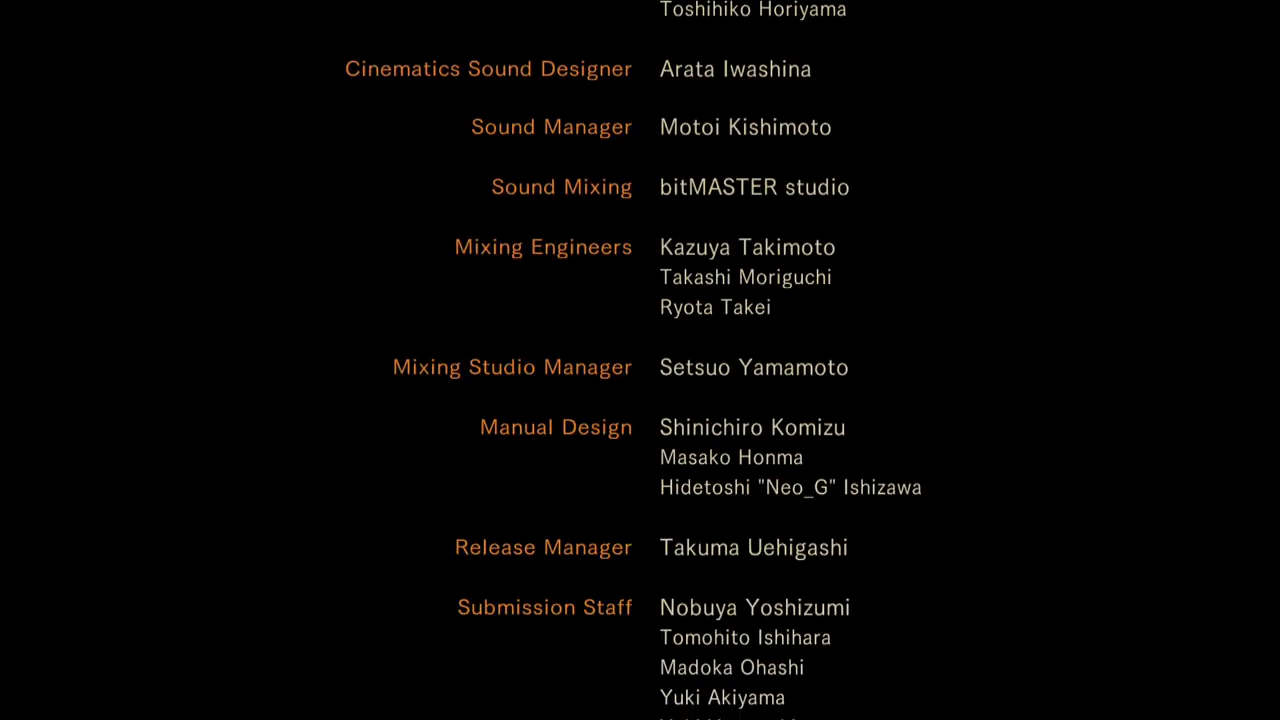 Toshihiko Horiyama
Cinematics Sound Designer Arata Iwashina
Sound Manager Motoi Kishimoto
Sound Mixing bitMASTER studio
Mixing Engineers Kazuya Takimoto
Takashi Moriguchi
Ryota Takei
Mixing Studio Manager Setsuo Yamamoto
Manual Design Shinichiro Komizu
Masako Honma
Hidetoshi "Neo_G" Ishizawa
Release Manager Takuma Uehigashi
Submission Staff Nobuya Yoshizumi
Tomohito Ishihara
Madoka Ohashi
Yuki Akiyama